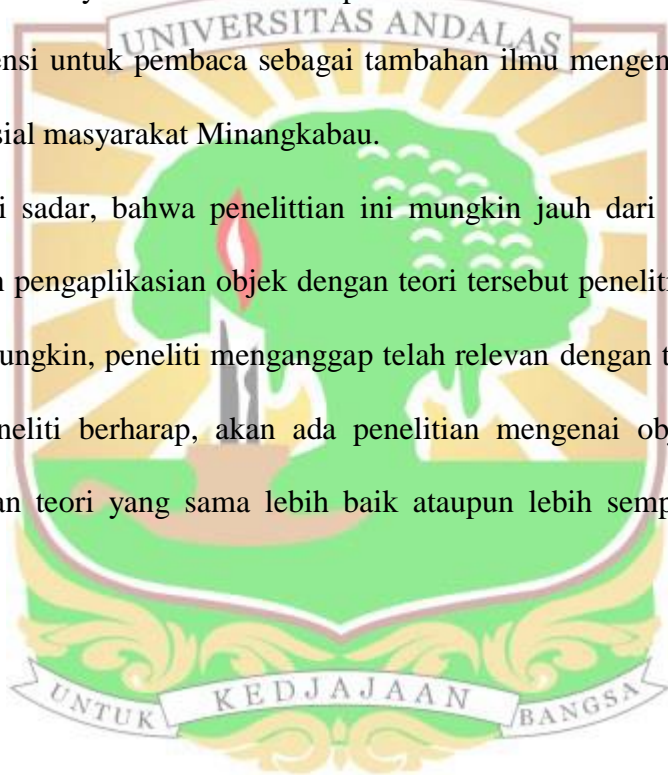 UNIVERSITAS ANDALAS
ensi untuk pembaca sebagai tambahan ilmu mengen
sial masyarakat Minangkabau.
i sadar, bahwa penelittian ini mungkin jauh dari
n pengaplikasian objek dengan teori tersebut peneliti
ungkin, peneliti menganggap telah relevan dengan t
neliti berharap, akan ada penelitian mengenai obj
an teori yang sama lebih baik ataupun lebih semp
UNTUK KEDJAJAAN BANGSA